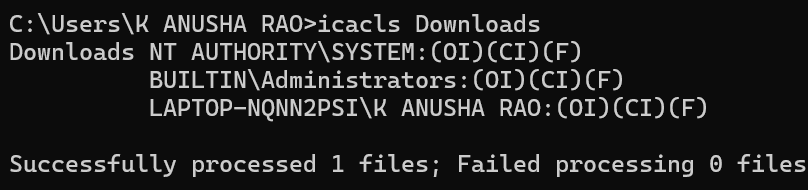 C:\Users\K ANUSHA RAO>icacls Downloads
Downloads NT AUTHORITY\SYSTEM:(OI)(CI)(F)
BUILTIN\Administrators:(OI)(CI)(F)
LAPTOP-NQNN2PSI\K ANUSHA RAO:(OI)(CI)(F)
Successfully processed 1 files; Failed processing 0 files